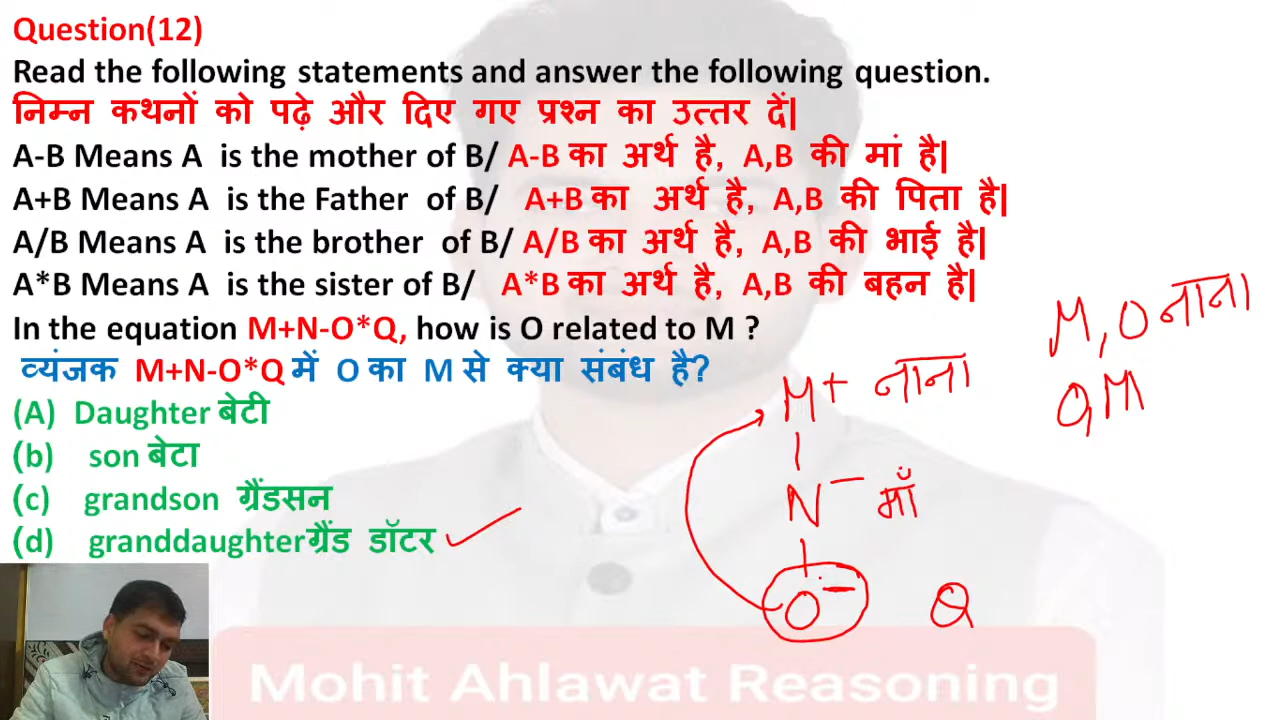 Question(12)
Read the following statements and answer the following question.
निम्न कथनों को पढ़े और दिए गए प्रश्न का उत्तर दें|
A-B Means A is the mother of B/ A-B का अर्थ है, A,B की मां है|
A+B Means A is the Father of B/ A+B का अर्थ है, A,B की पिता है|
A/B Means A is the brother of B/ A/B का अर्थ है, A,B की भाई है|
A*B Means A is the sister of B/ A*B का अर्थ है, A,B की बहन है|
In the equation M+N-O*Q, how is O related to M ?
व्यंजक M+N-O*Q में O का M से क्या संबंध है?
(A) Daughter बेटी
(b) son बेटा
(c) grandson ग्रैंडसन
(d) granddaughterग्रैंड डॉटर
M, O नाना
Q M
M+ नाना
N- माँ
O- Q
Mohit Ahlawat Reasoning